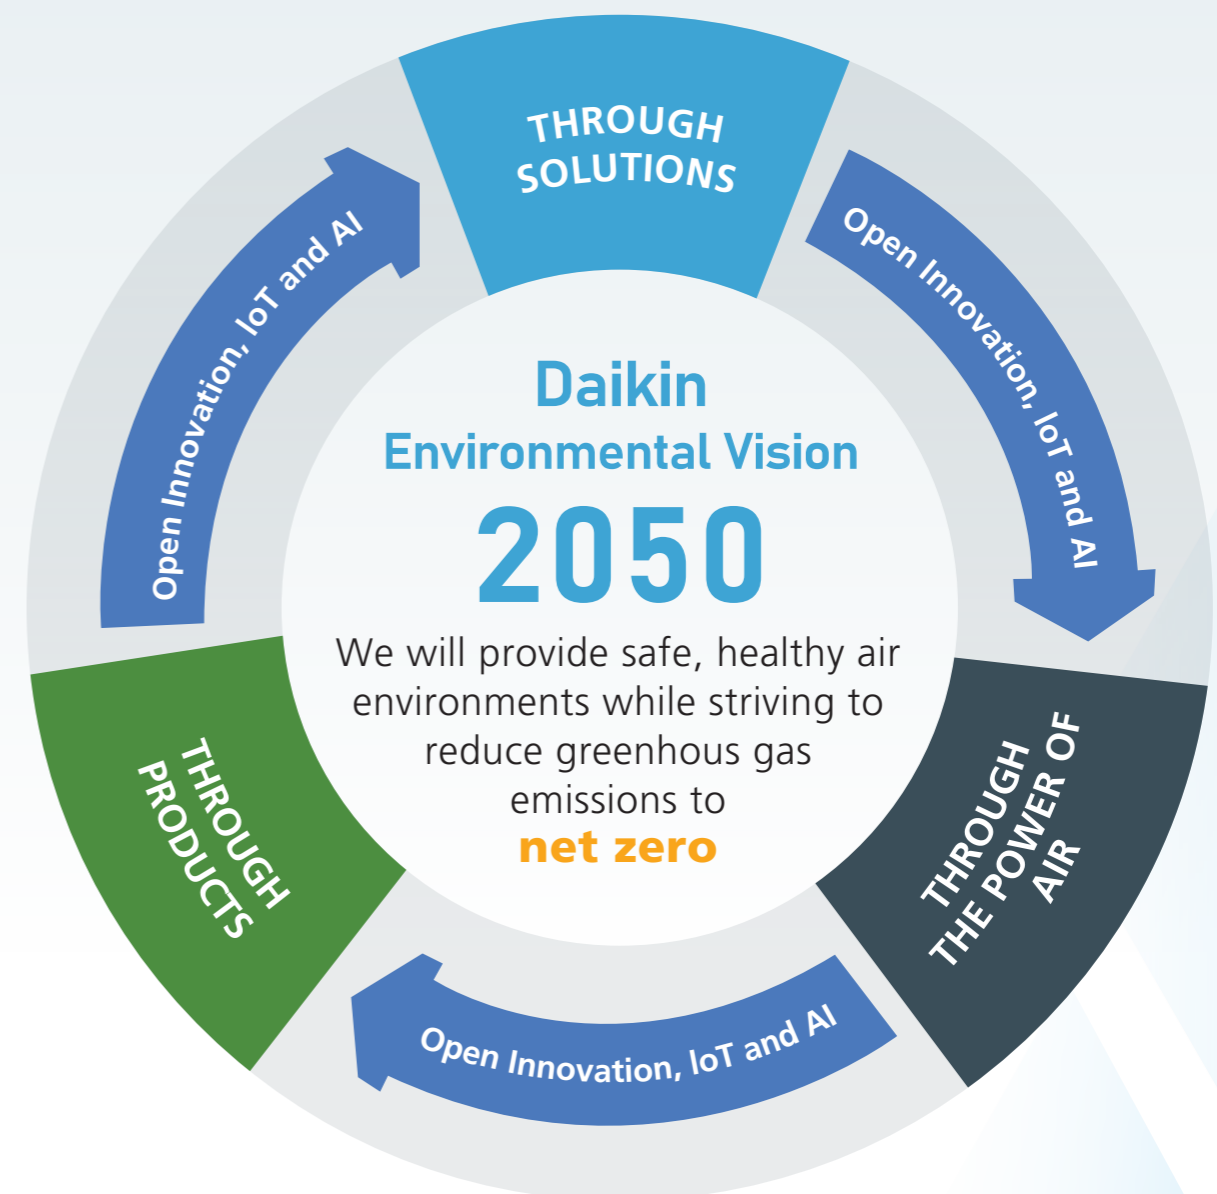 THROUGH
SOLUTIONS
Open Innovation, IoT and AI
Open Innovation, IoT and AI
Daikin
Environmental Vision
2050
We will provide safe, healthy air
environments while striving to
reduce greenhous gas
emissions to
net zero
THROUGH
PRODUCTS
THROUGH
THE POWER OF
AIR
Open Innovation, IoT and AI